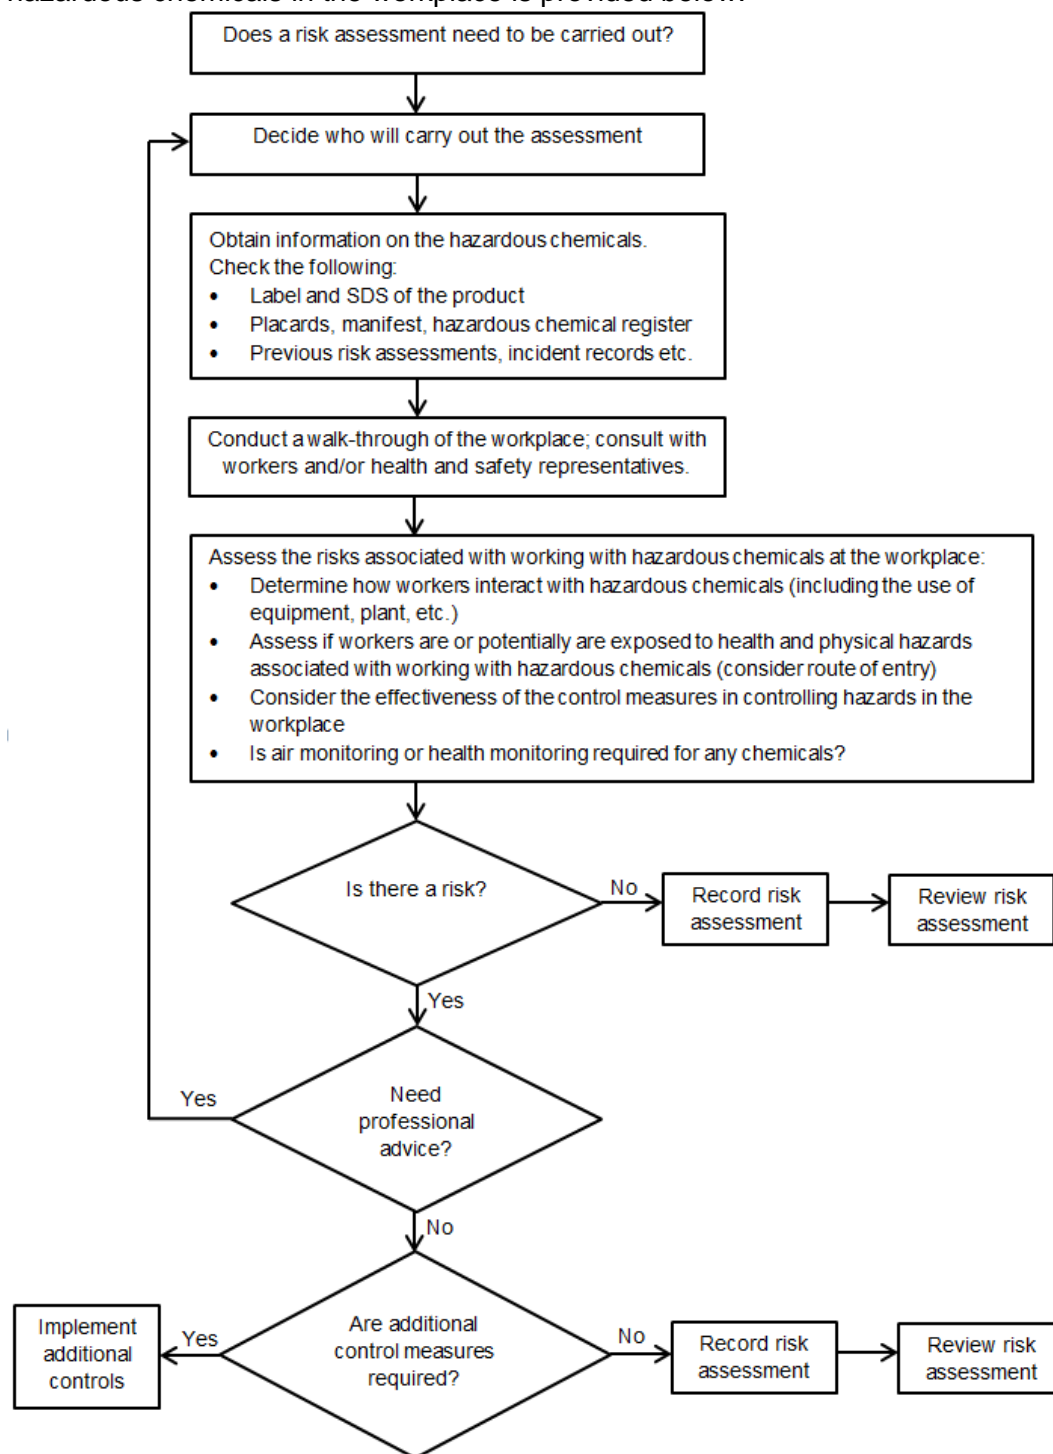 hazardous chemicals in the workplace is provided below.
Does a risk assessment need to be carried out?
Decide who will carry out the assessment
Obtain information on the hazardous chemicals.
Check the following:
• Label and SDS of the product
• Placards, manifest, hazardous chemical register
• Previous risk assessments, incident records etc.
Conduct a walk-through of the workplace; consult with
workers and/or health and safety representatives.
Assess the risks associated with working with hazardous chemicals at the workplace:
• Determine how workers interact with hazardous chemicals (including the use of
equipment, plant, etc.)
• Assess if workers are or potentially are exposed to health and physical hazards
associated with working with hazardous chemicals (consider route of entry)
• Consider the effectiveness of the control measures in controlling hazards in the
workplace
• Is air monitoring or health monitoring required for any chemicals?
Is there a risk?
No
Record risk
assessment
Review risk
assessment
Yes
Need
professional
advice?
Yes
No
Are additional
control measures
required?
Yes
Implement
additional
controls
No
Record risk
assessment
Review risk
assessment